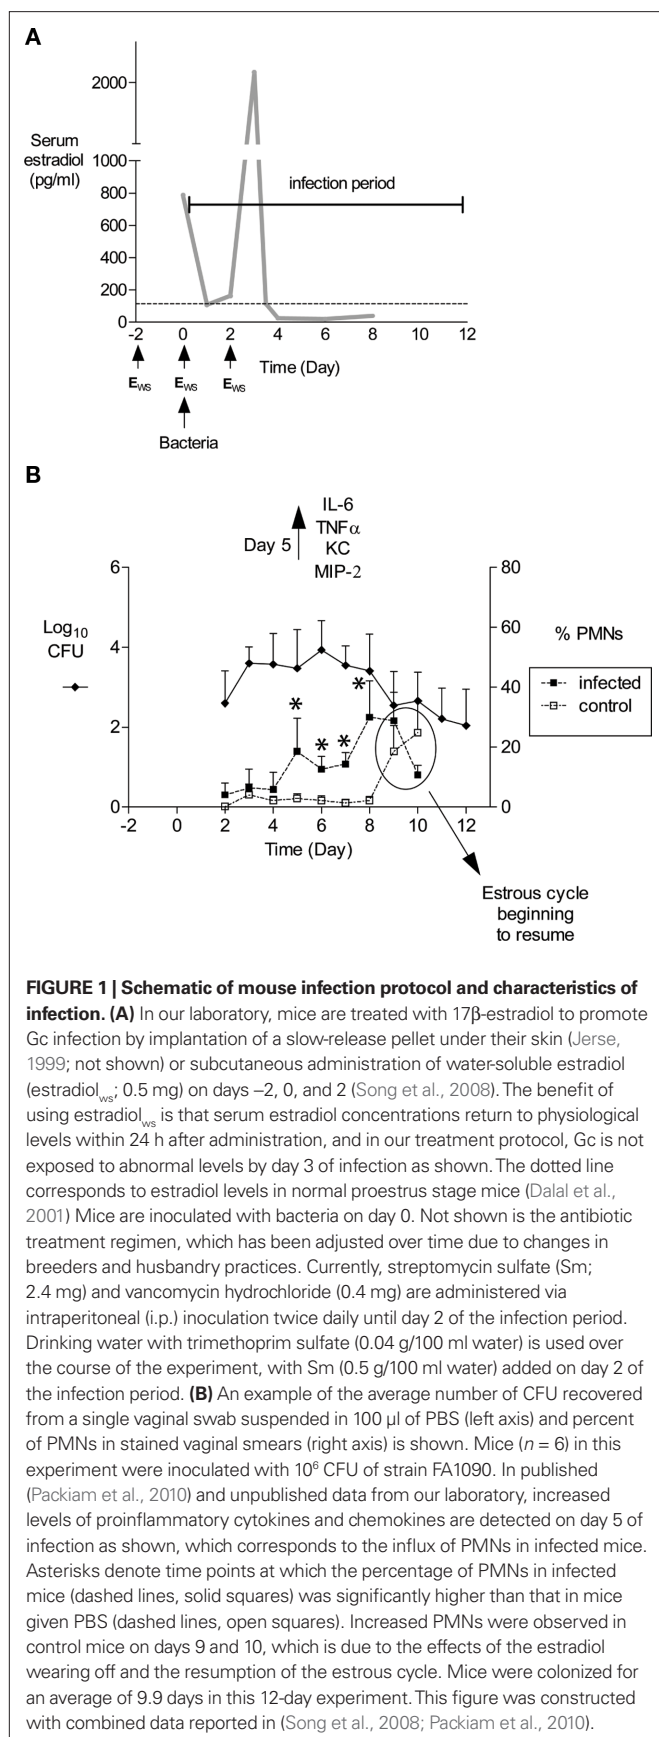 A
2000
Serum
estradiol
(pg/ml)
1000
800
600
400
200
0
infection period
-2 0 2 4 6 8 10 12
Time (Day)
E_WS E_WS E_WS
Bacteria
B
Day 5
IL-6
TNFα
KC
MIP-2
Log10
CFU
6
4
2
0
80
60
40
20
0
% PMNs
infected
control
* * * *
-2 0 2 4 6 8 10 12
Time (Day)
Estrous cycle
beginning
to resume
FIGURE 1 | Schematic of mouse infection protocol and characteristics of
infection. (A) In our laboratory, mice are treated with 17β-estradiol to promote
Gc infection by implantation of a slow-release pellet under their skin (Jerse,
1999; not shown) or subcutaneous administration of water-soluble estradiol
(estradiol_ws; 0.5 mg) on days –2, 0, and 2 (Song et al., 2008). The benefit of
using estradiol_ws is that serum estradiol concentrations return to physiological
levels within 24 h after administration, and in our treatment protocol, Gc is not
exposed to abnormal levels by day 3 of infection as shown. The dotted line
corresponds to estradiol levels in normal proestrus stage mice (Dalal et al.,
2001) Mice are inoculated with bacteria on day 0. Not shown is the antibiotic
treatment regimen, which has been adjusted over time due to changes in
breeders and husbandry practices. Currently, streptomycin sulfate (Sm;
2.4 mg) and vancomycin hydrochloride (0.4 mg) are administered via
intraperitoneal (i.p.) inoculation twice daily until day 2 of the infection period.
Drinking water with trimethoprim sulfate (0.04 g/100 ml water) is used over
the course of the experiment, with Sm (0.5 g/100 ml water) added on day 2 of
the infection period. (B) An example of the average number of CFU recovered
from a single vaginal swab suspended in 100 μl of PBS (left axis) and percent
of PMNs in stained vaginal smears (right axis) is shown. Mice (n = 6) in this
experiment were inoculated with 10⁶ CFU of strain FA1090. In published
(Packiam et al., 2010) and unpublished data from our laboratory, increased
levels of proinflammatory cytokines and chemokines are detected on day 5 of
infection as shown, which corresponds to the influx of PMNs in infected mice.
Asterisks denote time points at which the percentage of PMNs in infected
mice (dashed lines, solid squares) was significantly higher than that in mice
given PBS (dashed lines, open squares). Increased PMNs were observed in
control mice on days 9 and 10, which is due to the effects of the estradiol
wearing off and the resumption of the estrous cycle. Mice were colonized for
an average of 9.9 days in this 12-day experiment. This figure was constructed
with combined data reported in (Song et al., 2008; Packiam et al., 2010).